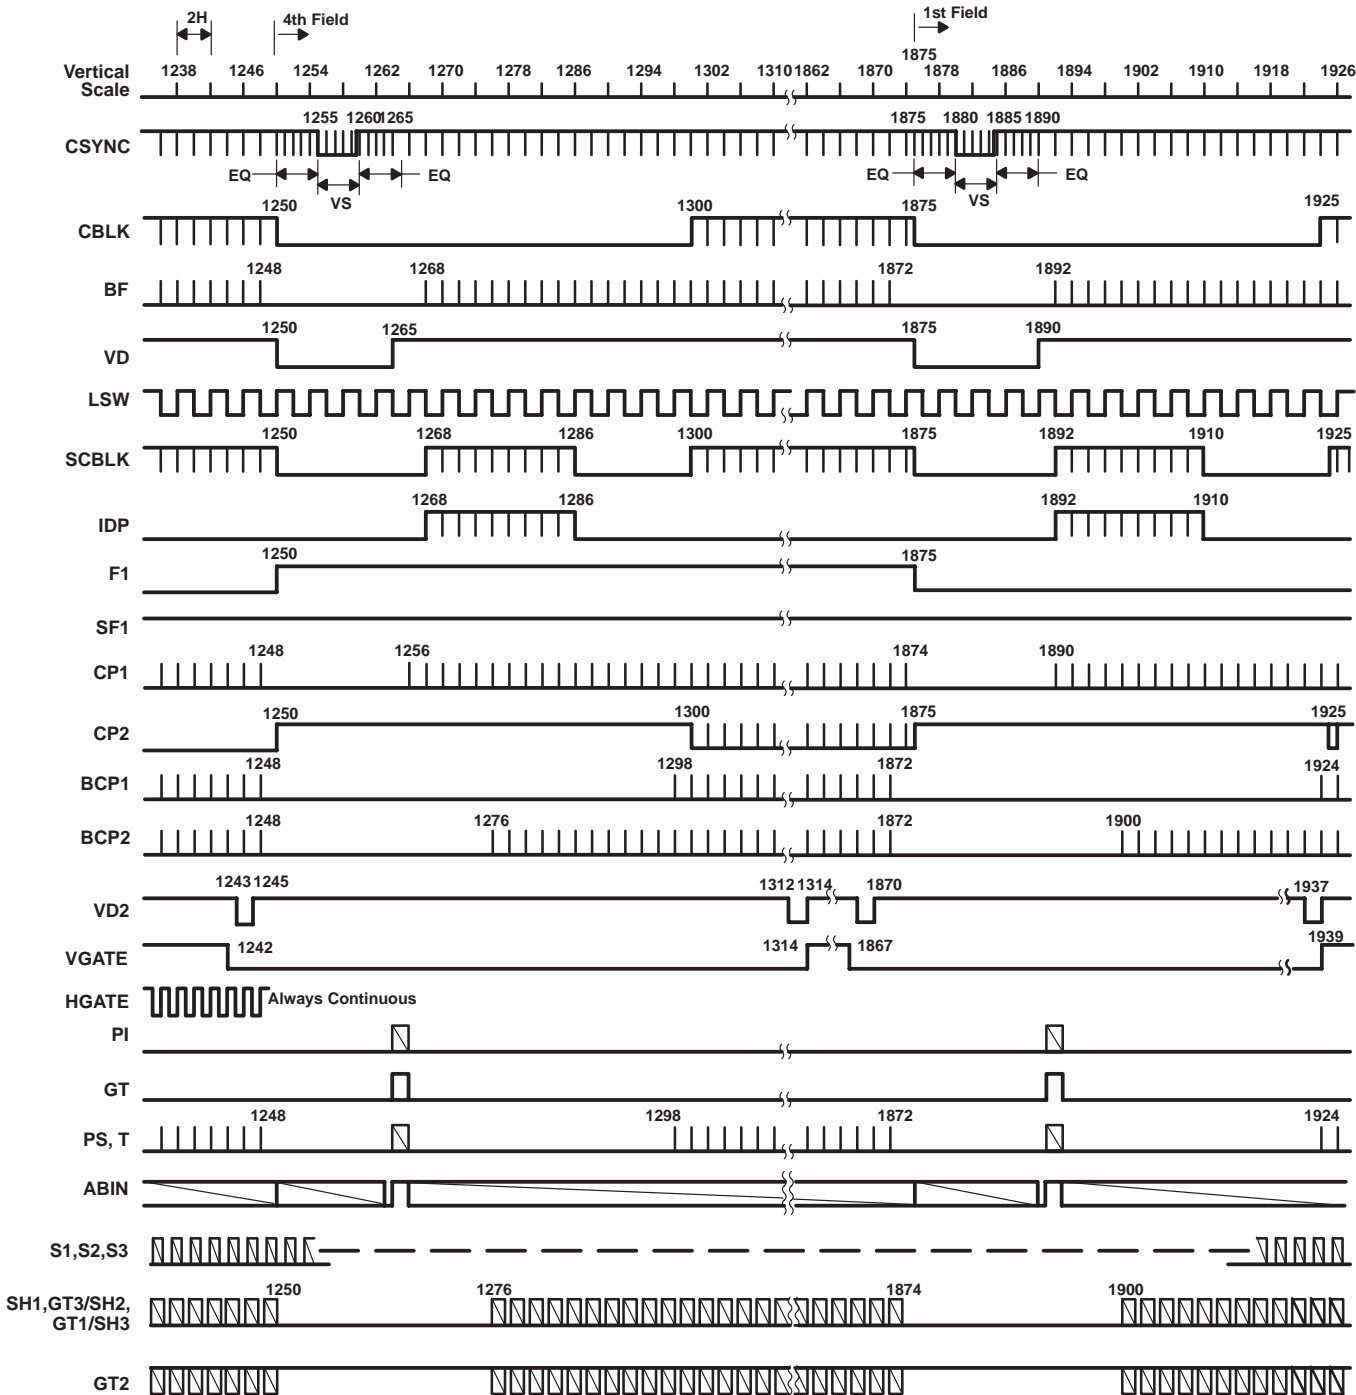 2H
4th Field
1st Field
1875
Vertical Scale
1238 1246 1254 1262 1270 1278 1286 1294 1302 1310 1862 1870 1878 1886 1894 1902 1910 1918 1926
CSYNC
1255 1260 1265 1875 1880 1885 1890
EQ EQ EQ EQ
VS VS
CBLK
1250 1300 1875 1925
BF
1248 1268 1872 1892
VD
1250 1265 1875 1890
LSW
SCBLK
1250 1268 1286 1300 1875 1892 1910 1925
IDP
1268 1286 1892 1910
F1
1250 1875
SF1
CP1
1248 1256 1874 1890
CP2
1250 1300 1875 1925
BCP1
1248 1298 1872 1924
BCP2
1248 1276 1872 1900
VD2
1243 1245 1312 1314 1870 1937
VGATE
1242 1314 1867 1939
HGATE
Always Continuous
PI
GT
PS, T
1248 1298 1872 1924
ABIN
S1,S2,S3
SH1,GT3/SH2,
GT1/SH3
1250 1276 1874 1900
GT2